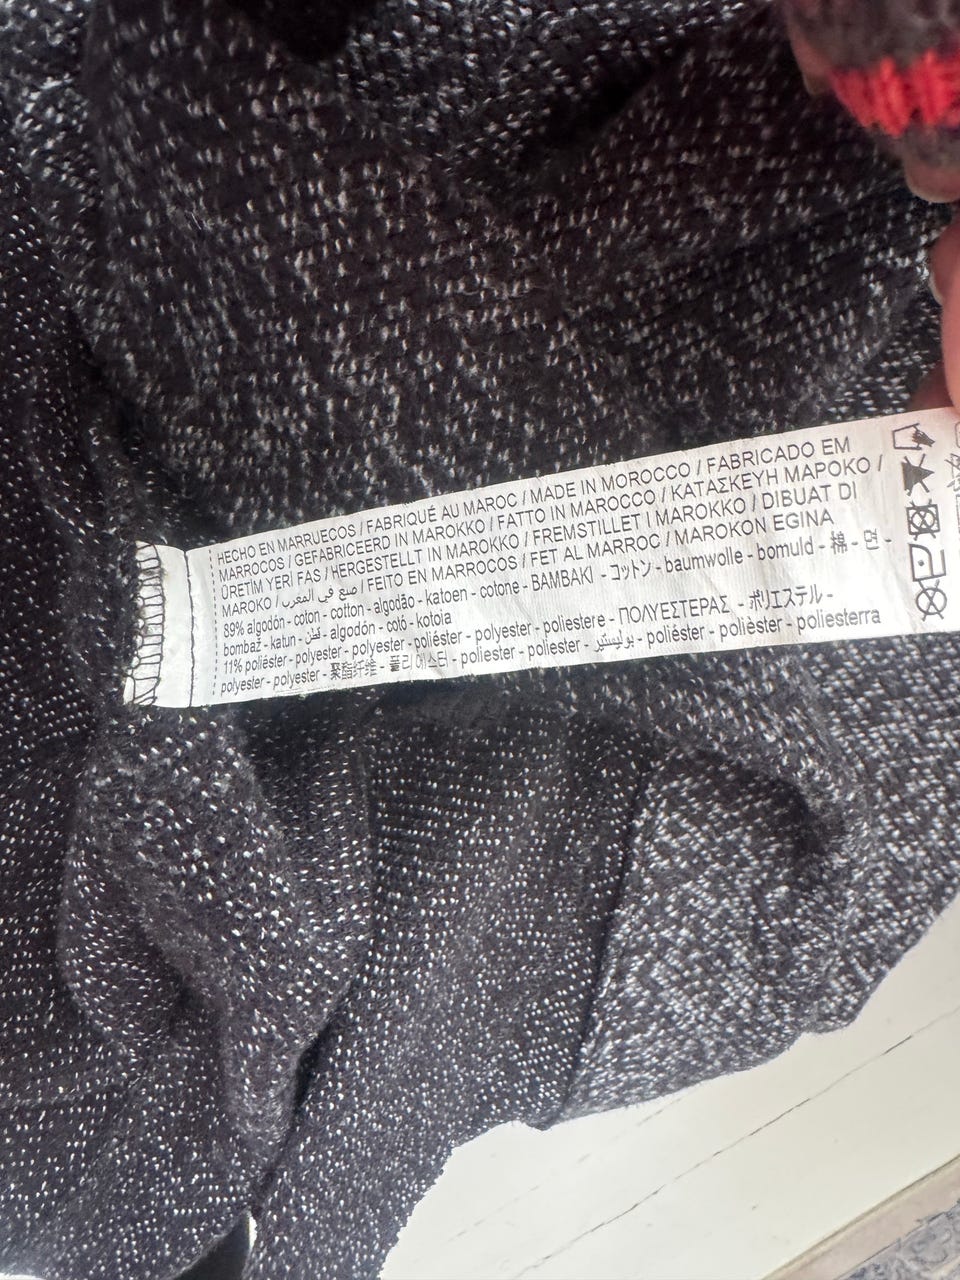 HECHO EN MARRUECOS / FABRIQUÉ AU MAROC / MADE IN MOROCCO / FABRICADO EM
MARROCOS / GEFABRICEERD IN MAROKKO / FATTO IN MAROCCO / ΚΑΤΑΣΚΕΥΗ ΜΑΡΟΚΟ /
ÜRETİM YERİ FAS / HERGESTELLT IN MAROKKO / FREMSTILLET I MAROKKO / DIBUAT DI
MAROKO / صنع في المغرب / FEITO EN MARROCOS / FET AL MARROC / MAROKON EGINA
89% algodón - coton - cotton - algodão - katoen - cotone - ΒΑΜΒΑΚΙ - コットン - baumwolle - bomuld - 棉 - 면 -
bombaž - katun - قطن - algodón - cotó - kotoia
11% poliéster - polyester - polyester - poliéster - polyester - poliestere - ΠΟΛΥΕΣΤΕΡΑΣ - ポリエステル -
polyester - polyester - 聚酯纤维 - 폴리에스터 - poliester - poliester - بوليستير - poliéster - polièster - poliesterra